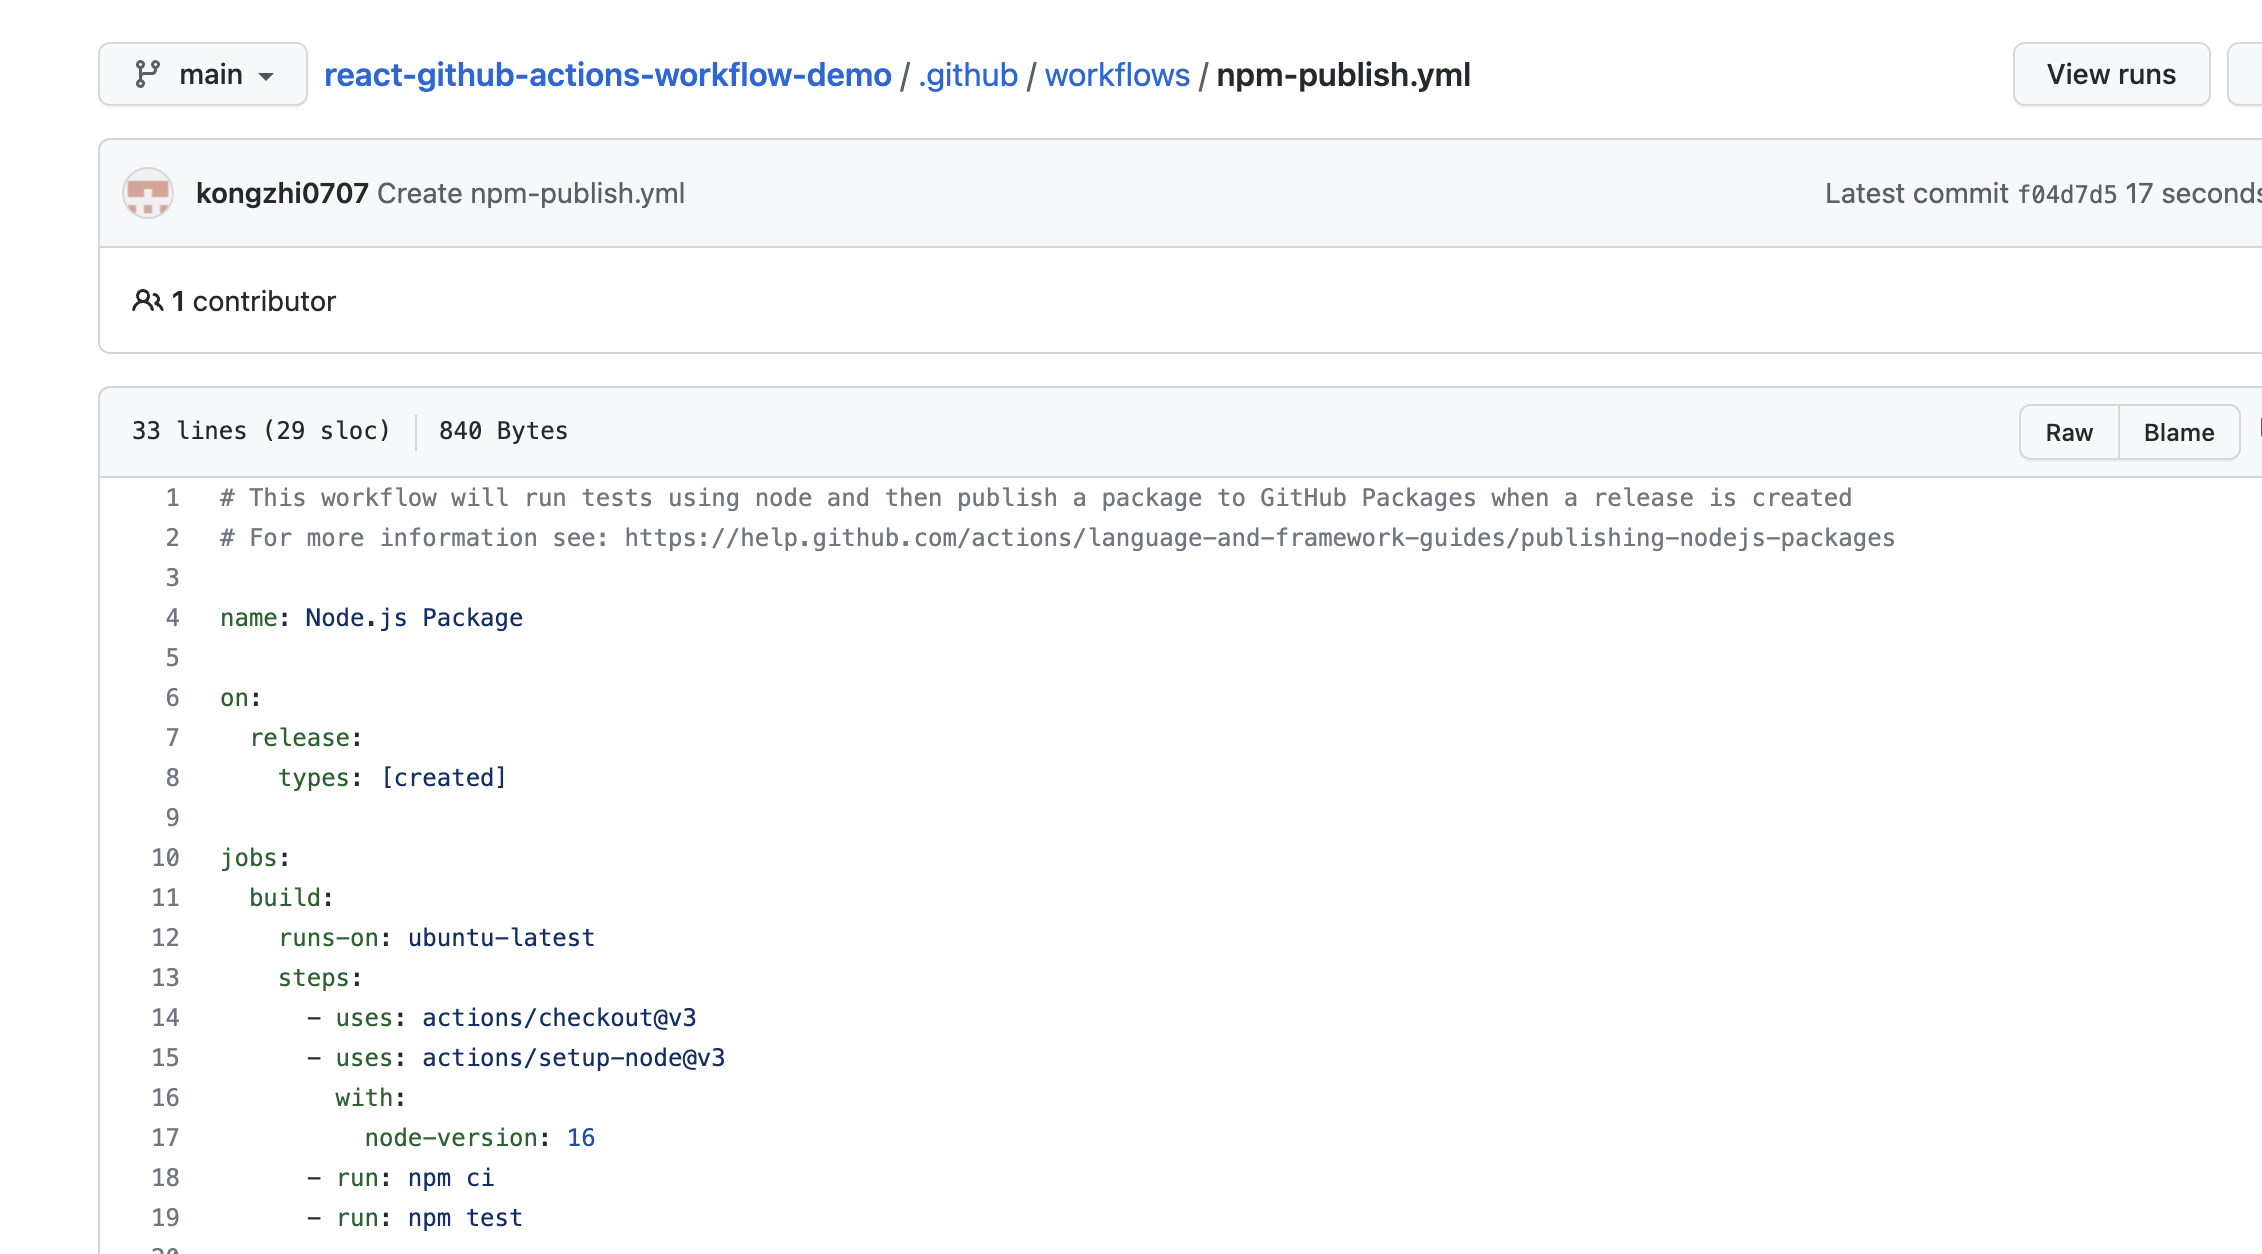 main react-github-actions-workflow-demo / .github / workflows / npm-publish.yml View runs
kongzhi0707 Create npm-publish.yml Latest commit f04d7d5 17 seconds
1 contributor
33 lines (29 sloc) 840 Bytes Raw Blame
1 # This workflow will run tests using node and then publish a package to GitHub Packages when a release is created
2 # For more information see: https://help.github.com/actions/language-and-framework-guides/publishing-nodejs-packages
3
4 name: Node.js Package
5
6 on:
7   release:
8     types: [created]
9
10 jobs:
11   build:
12     runs-on: ubuntu-latest
13     steps:
14       - uses: actions/checkout@v3
15       - uses: actions/setup-node@v3
16         with:
17           node-version: 16
18       - run: npm ci
19       - run: npm test